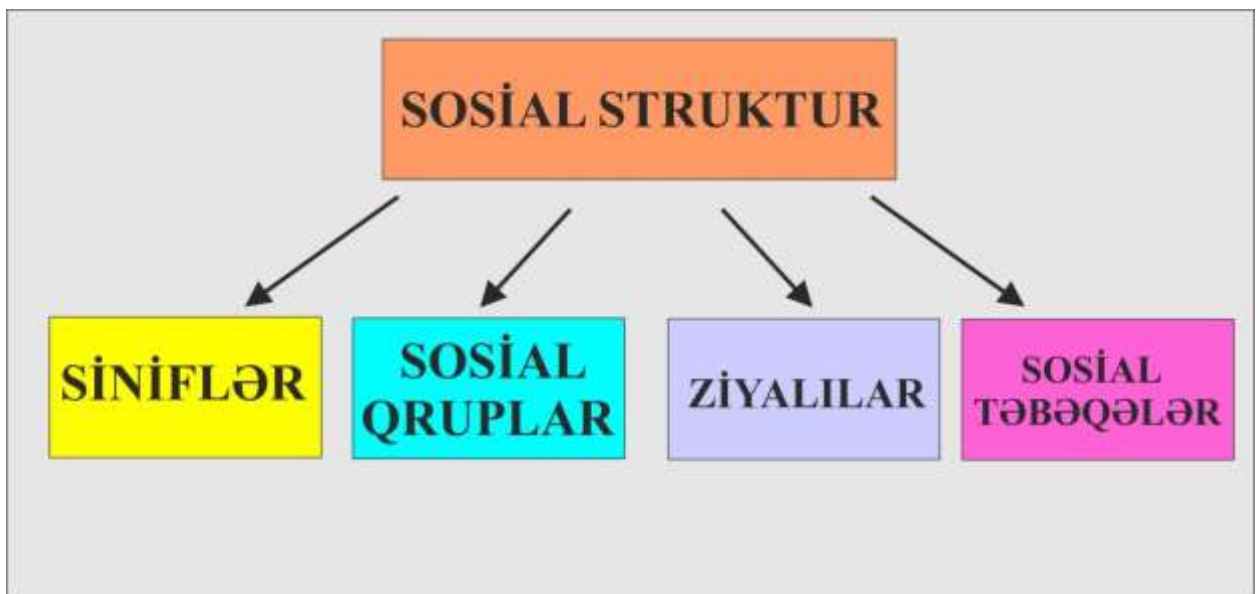 SOSİAL STRUKTUR
SİNİFLƏR
SOSİAL
QRUPLAR
ZİYALILAR
SOSİAL
TƏBƏQƏLƏR